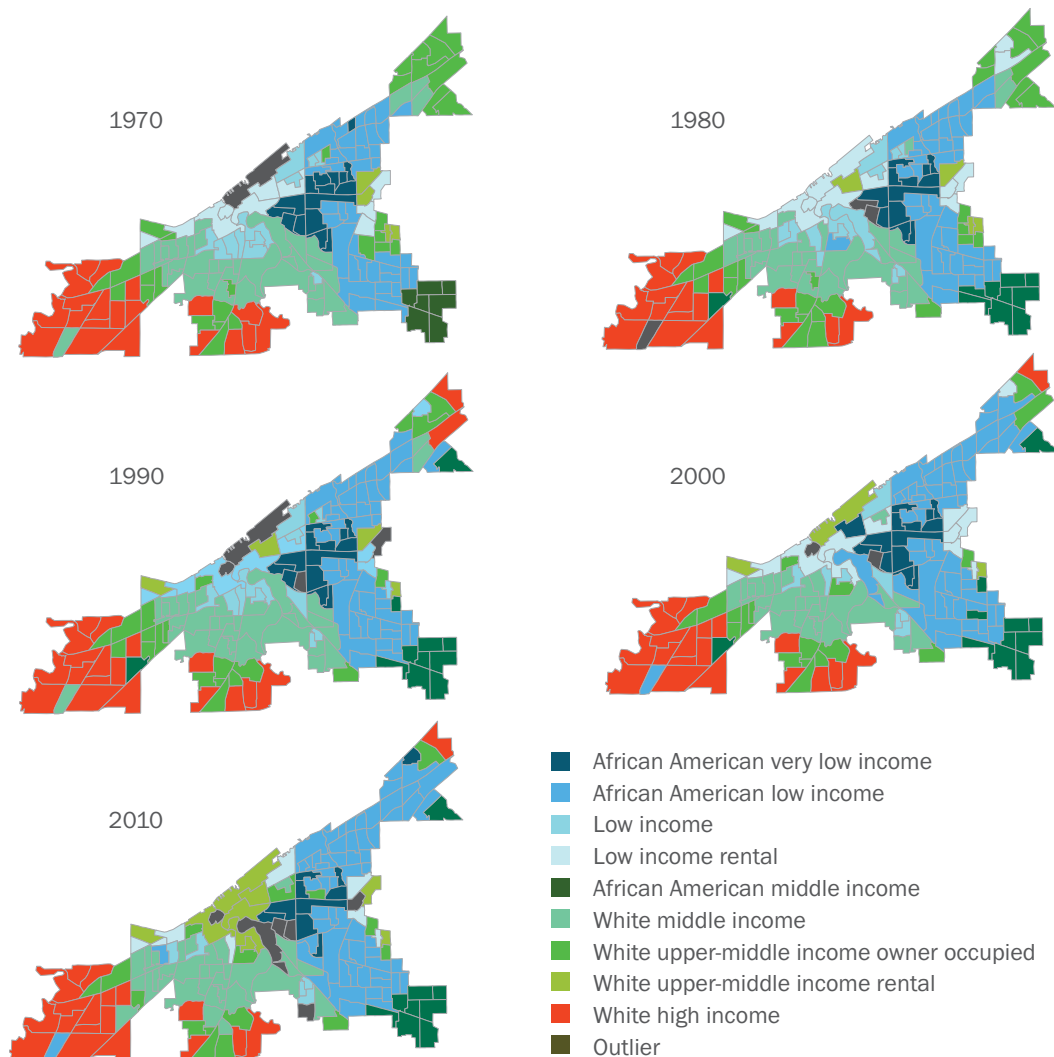 1970
1980
1990
2000
2010
African American very low income
African American low income
Low income
Low income rental
African American middle income
White middle income
White upper-middle income owner occupied
White upper-middle income rental
White high income
Outlier